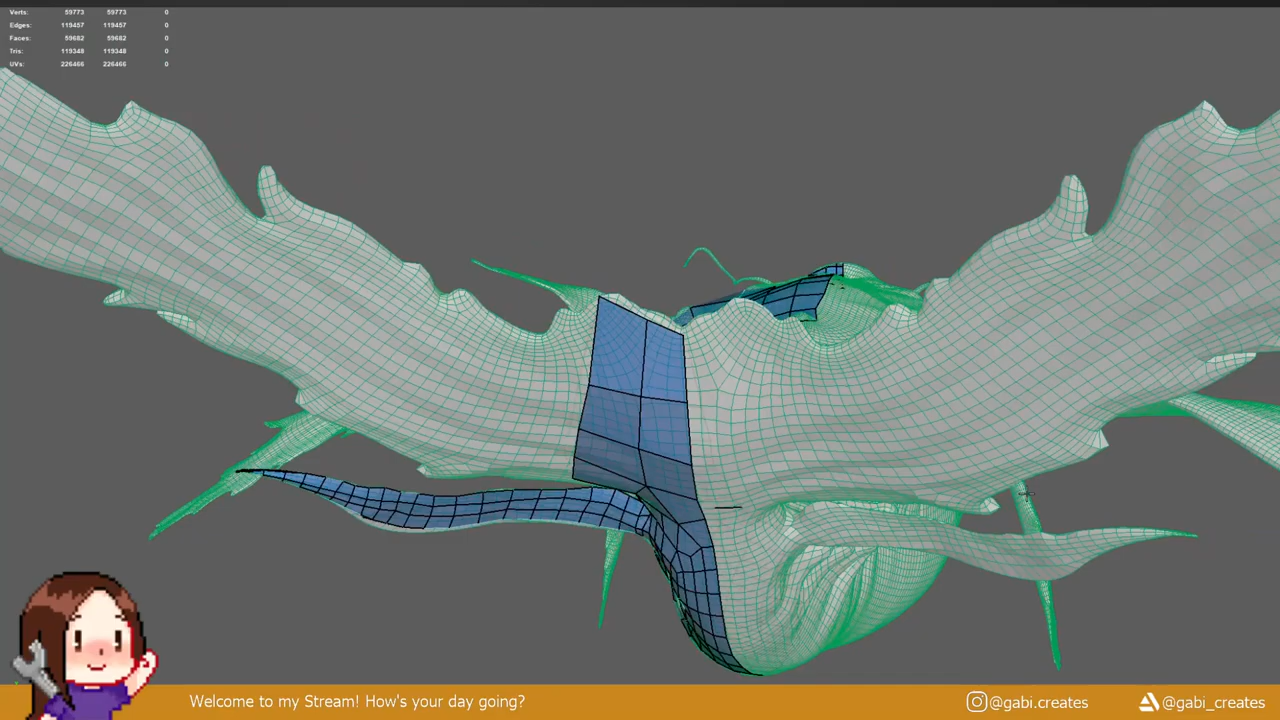 Verts: 59773 59773 0
Edges: 119457 119457 0
Faces: 59682 59682 0
Tris: 119348 119348 0
UVs: 226466 226466 0
Welcome to my Stream! How's your day going?
@gabi.creates
@gabi_creates